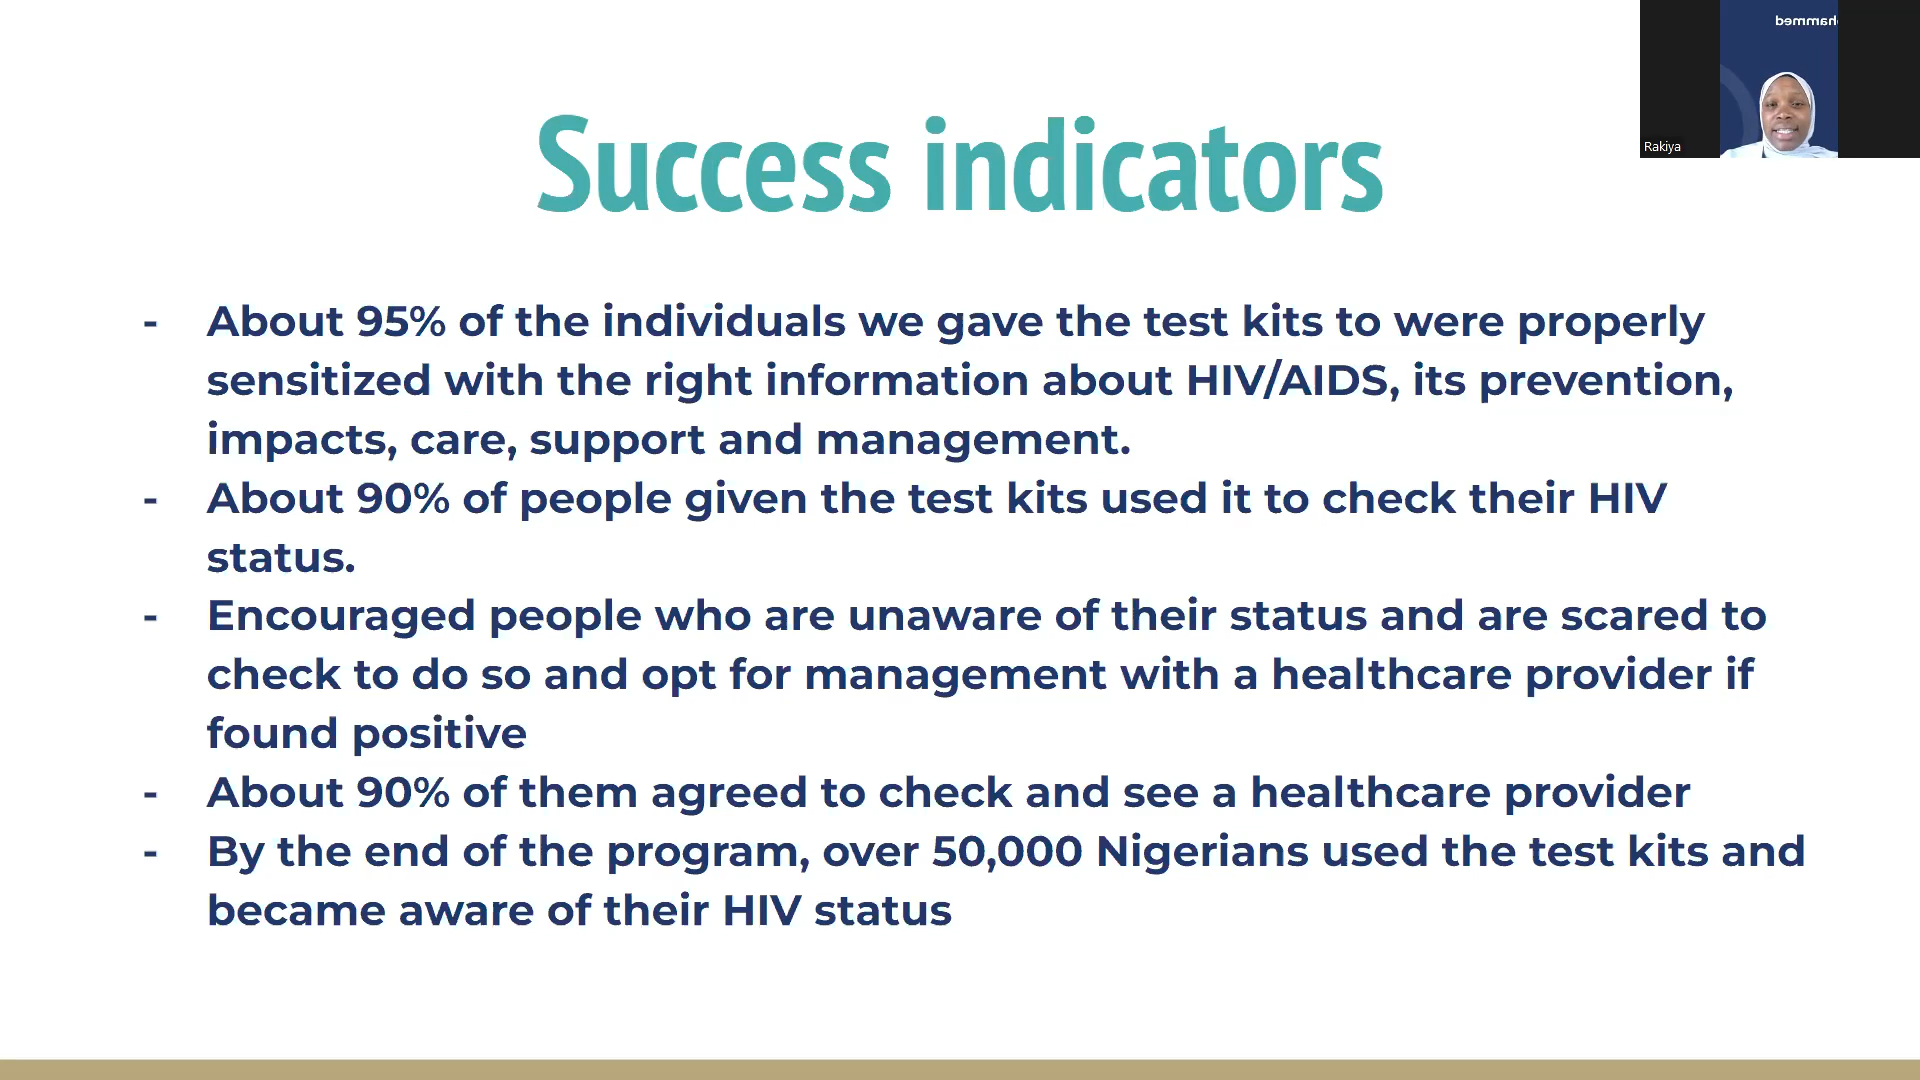 hammed
Rakiya
Success indicators
- About 95% of the individuals we gave the test kits to were properly
sensitized with the right information about HIV/AIDS, its prevention,
impacts, care, support and management.
- About 90% of people given the test kits used it to check their HIV
status.
- Encouraged people who are unaware of their status and are scared to
check to do so and opt for management with a healthcare provider if
found positive
- About 90% of them agreed to check and see a healthcare provider
- By the end of the program, over 50,000 Nigerians used the test kits and
became aware of their HIV status